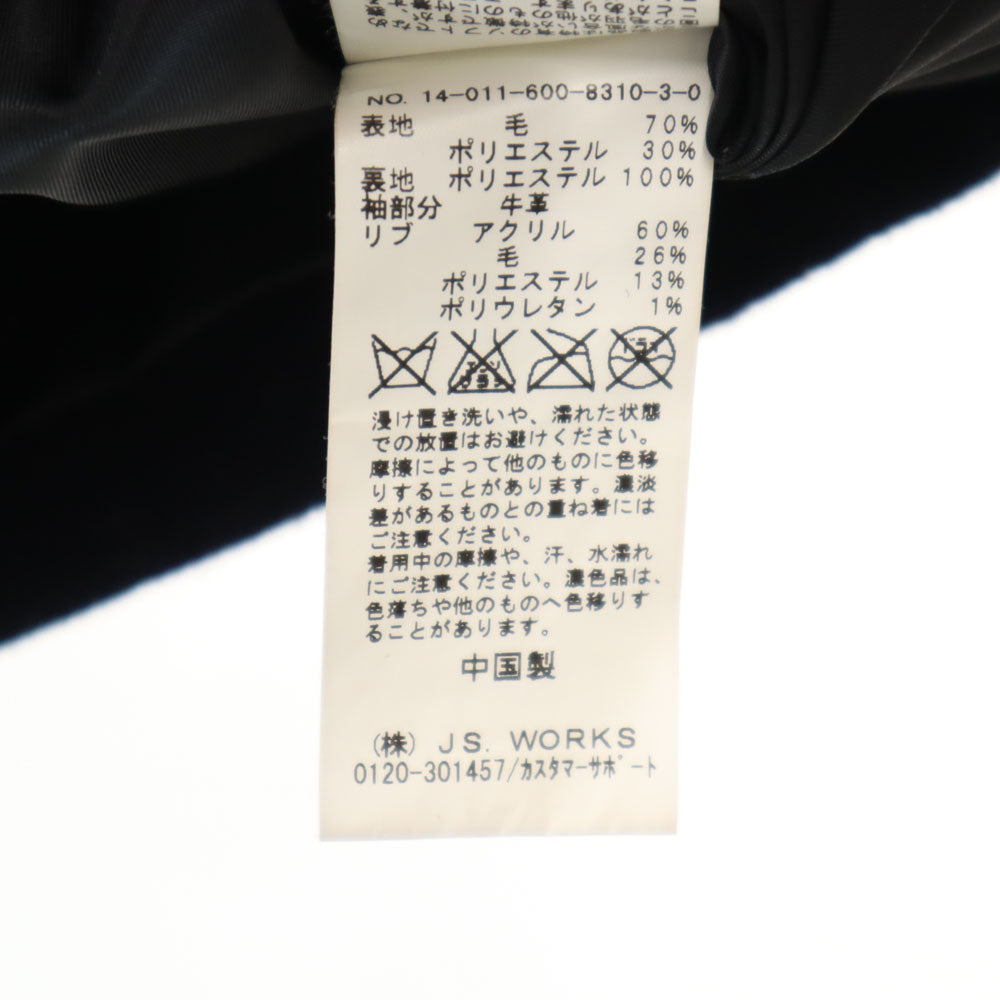 NO. 14-011-600-8310-3-0
表地 毛 70%
ポリエステル 30%
裏地 ポリエステル 100%
袖部分 牛革
リブ アクリル 60%
毛 26%
ポリエステル 13%
ポリウレタン 1%
エンソ サラシ ドライ
浸け置き洗いや、濡れた状態
での放置はお避けください。
摩擦によって他のものに色移
りすることがあります。濃淡
差があるものとの重ね着には
ご注意ください。
着用中の摩擦や、汗、水濡れ
にご注意ください。濃色品は、
色落ちや他のものへ色移りす
ることがあります。
中国製
(株) JS. WORKS
0120-301457/カスタマーサポート